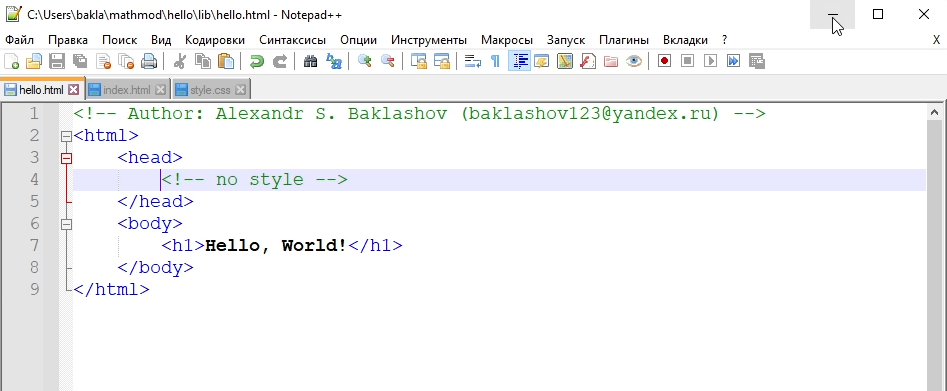 C:\Users\bakla\mathmod\hello\lib\hello.html - Notepad++
Файл Правка Поиск Вид Кодировки Синтаксисы Опции Инструменты Макросы Запуск Плагины Вкладки ? X
hello.html index.html style.css
1 <!-- Author: Alexandr S. Baklashov (baklashov123@yandex.ru) -->
2 <html>
3 <head>
4 <!-- no style -->
5 </head>
6 <body>
7 <h1>Hello, World!</h1>
8 </body>
9 </html>